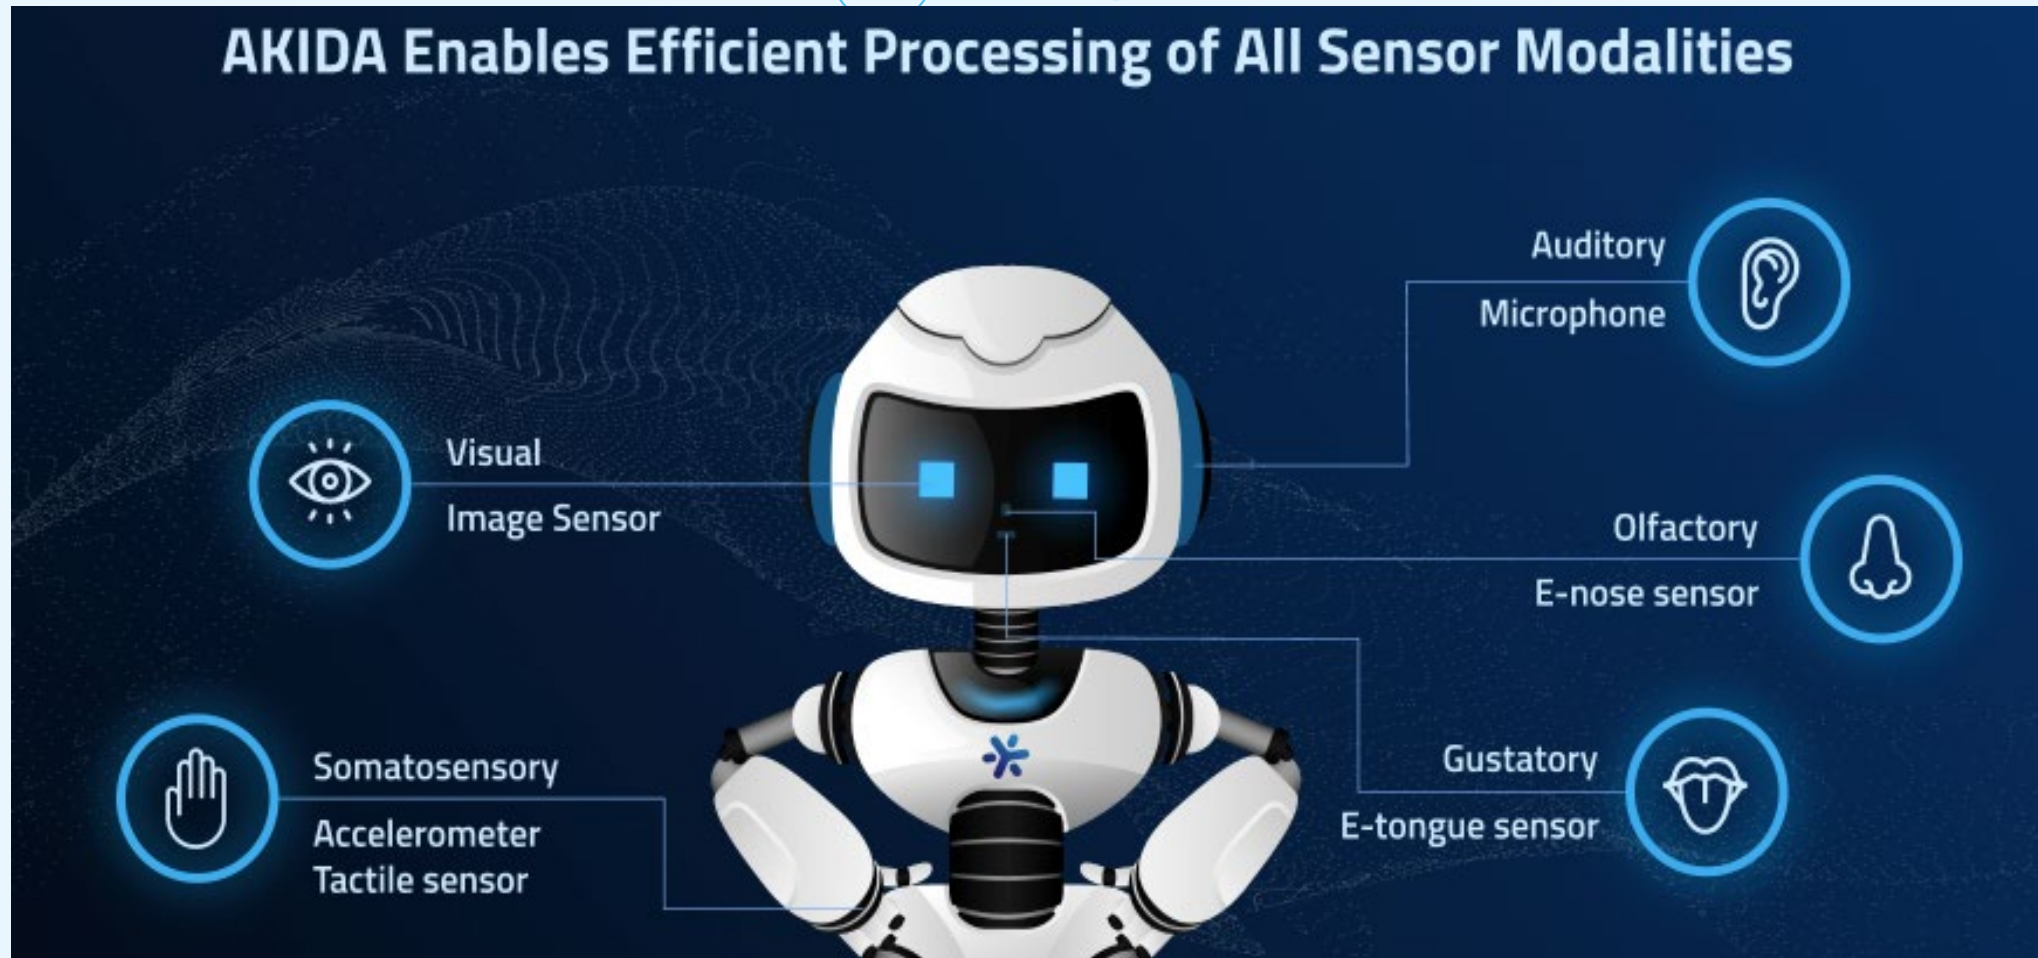 AKIDA Enables Efficient Processing of All Sensor Modalities
Auditory
Microphone
Visual
Image Sensor
Olfactory
E-nose sensor
Somatosensory
Accelerometer
Tactile sensor
Gustatory
E-tongue sensor